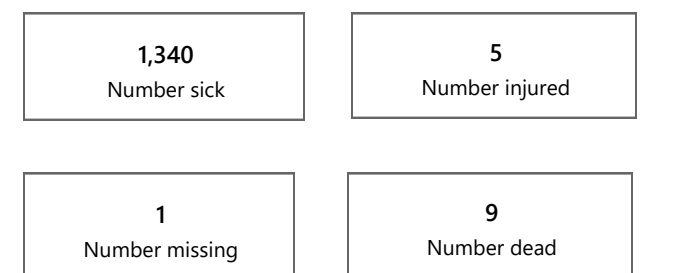 1,340
Number sick
5
Number injured
1
Number missing
9
Number dead